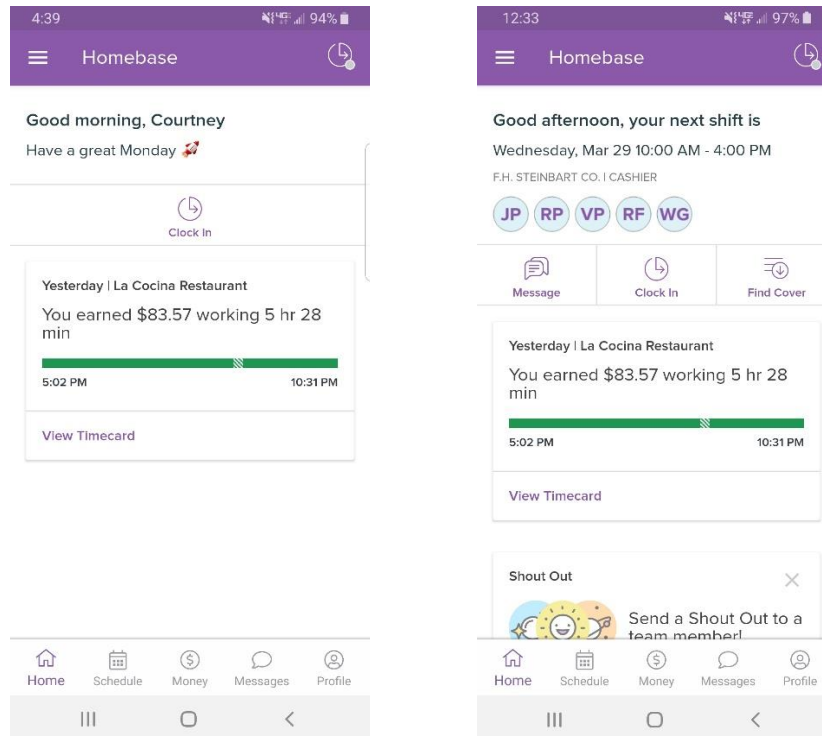 4:39
94%
Homebase
Good morning, Courtney
Have a great Monday 🚀
Clock In
Yesterday | La Cocina Restaurant
You earned $83.57 working 5 hr 28
min
5:02 PM
10:31 PM
View Timecard
Home
Schedule
Money
Messages
Profile
12:33
97%
Homebase
Good afternoon, your next shift is
Wednesday, Mar 29 10:00 AM - 4:00 PM
F.H. STEINBART CO. | CASHIER
JP RP VP RF WG
Message
Clock In
Find Cover
Yesterday | La Cocina Restaurant
You earned $83.57 working 5 hr 28
min
5:02 PM
10:31 PM
View Timecard
Shout Out
Send a Shout Out to a
team member!
Home
Schedule
Money
Messages
Profile